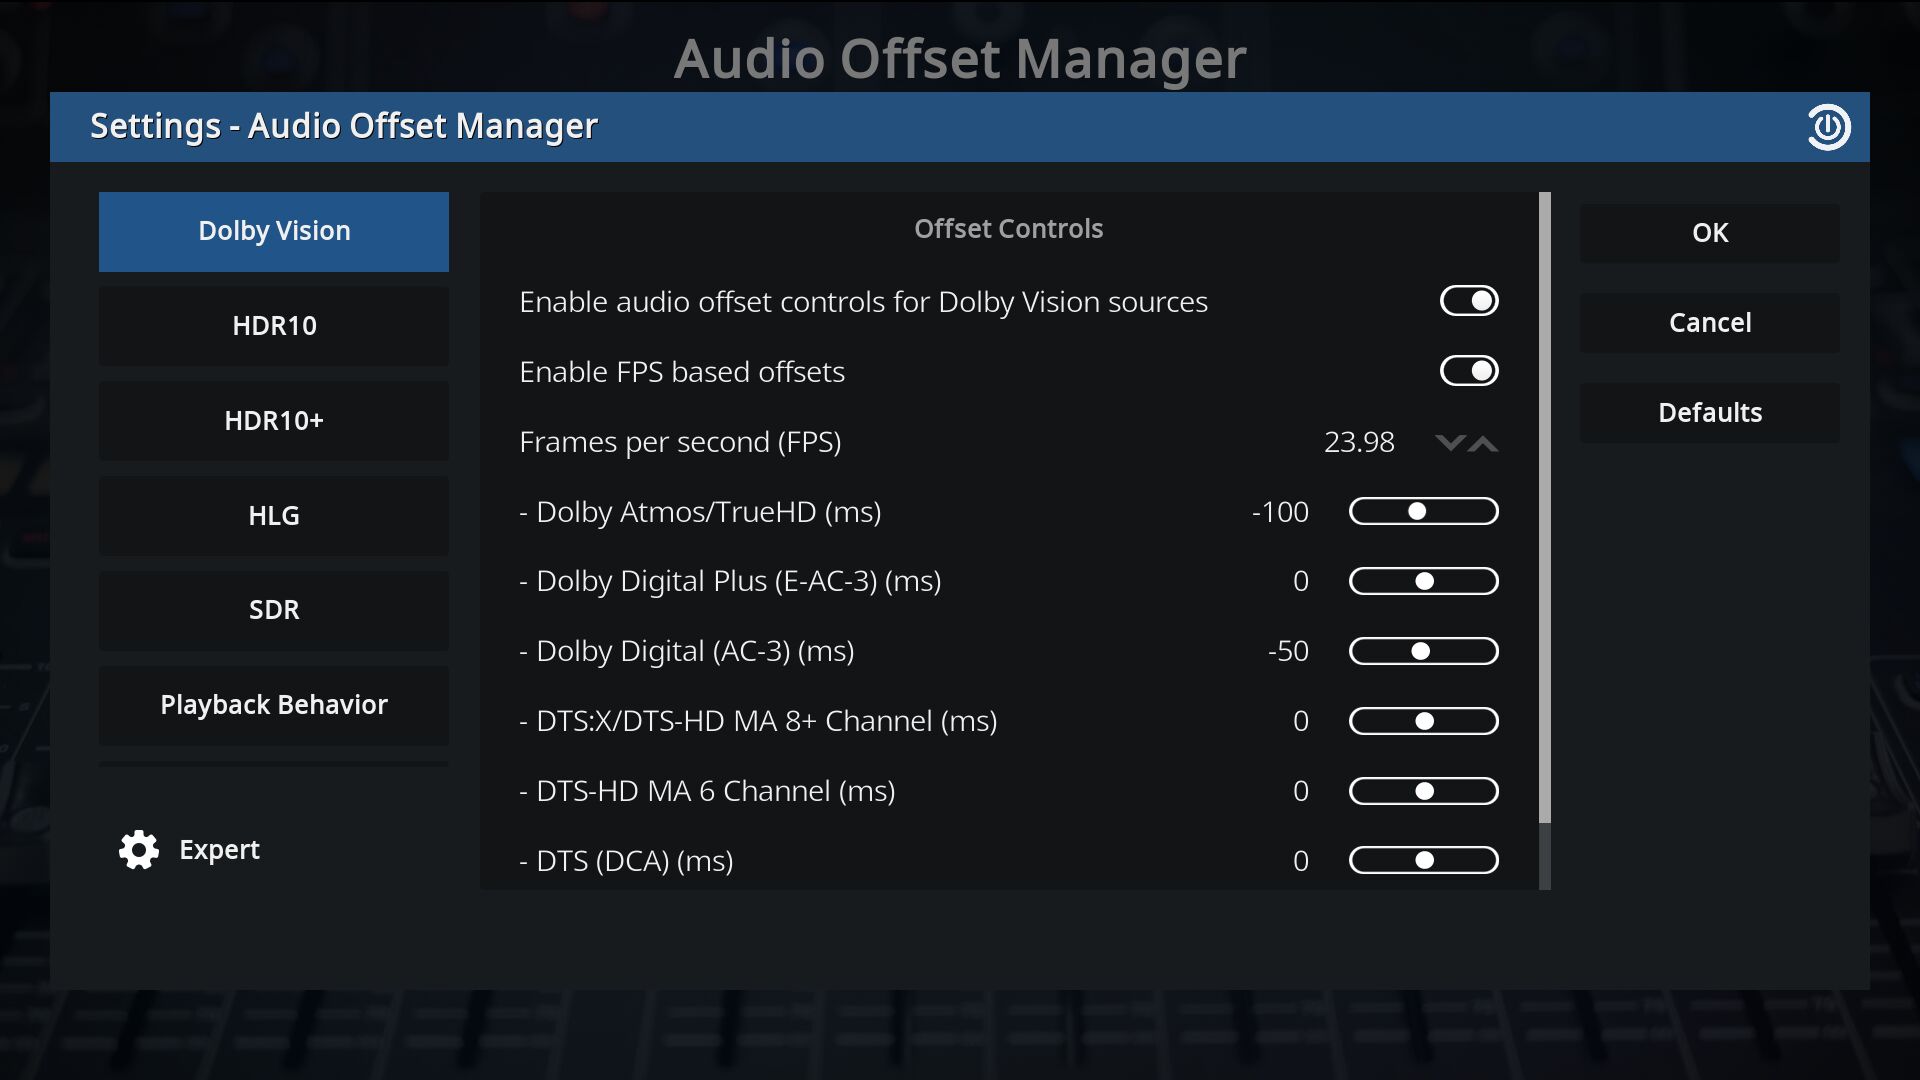 Audio Offset Manager
Settings - Audio Offset Manager
Dolby Vision
HDR10
HDR10+
HLG
SDR
Playback Behavior
Expert
Offset Controls
Enable audio offset controls for Dolby Vision sources
Enable FPS based offsets
Frames per second (FPS) 23.98
- Dolby Atmos/TrueHD (ms) -100
- Dolby Digital Plus (E-AC-3) (ms) 0
- Dolby Digital (AC-3) (ms) -50
- DTS:X/DTS-HD MA 8+ Channel (ms) 0
- DTS-HD MA 6 Channel (ms) 0
- DTS (DCA) (ms) 0
OK
Cancel
Defaults